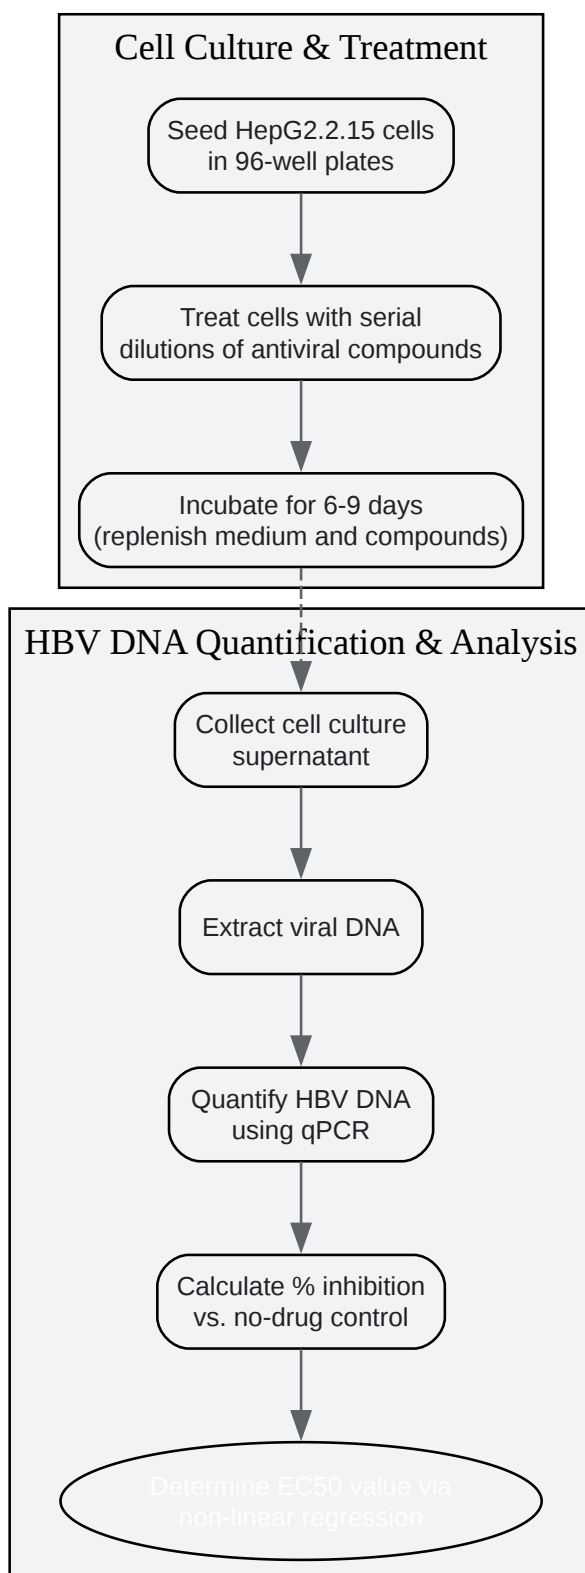 Cell Culture & Treatment
Seed HepG2.2.15 cells
in 96-well plates
Treat cells with serial
dilutions of antiviral compounds
Incubate for 6-9 days
(replenish medium and compounds)
HBV DNA Quantification & Analysis
Collect cell culture
supernatant
Extract viral DNA
Quantify HBV DNA
using qPCR
Calculate % inhibition
vs. no-drug control
Determine EC50 value via
non-linear regression